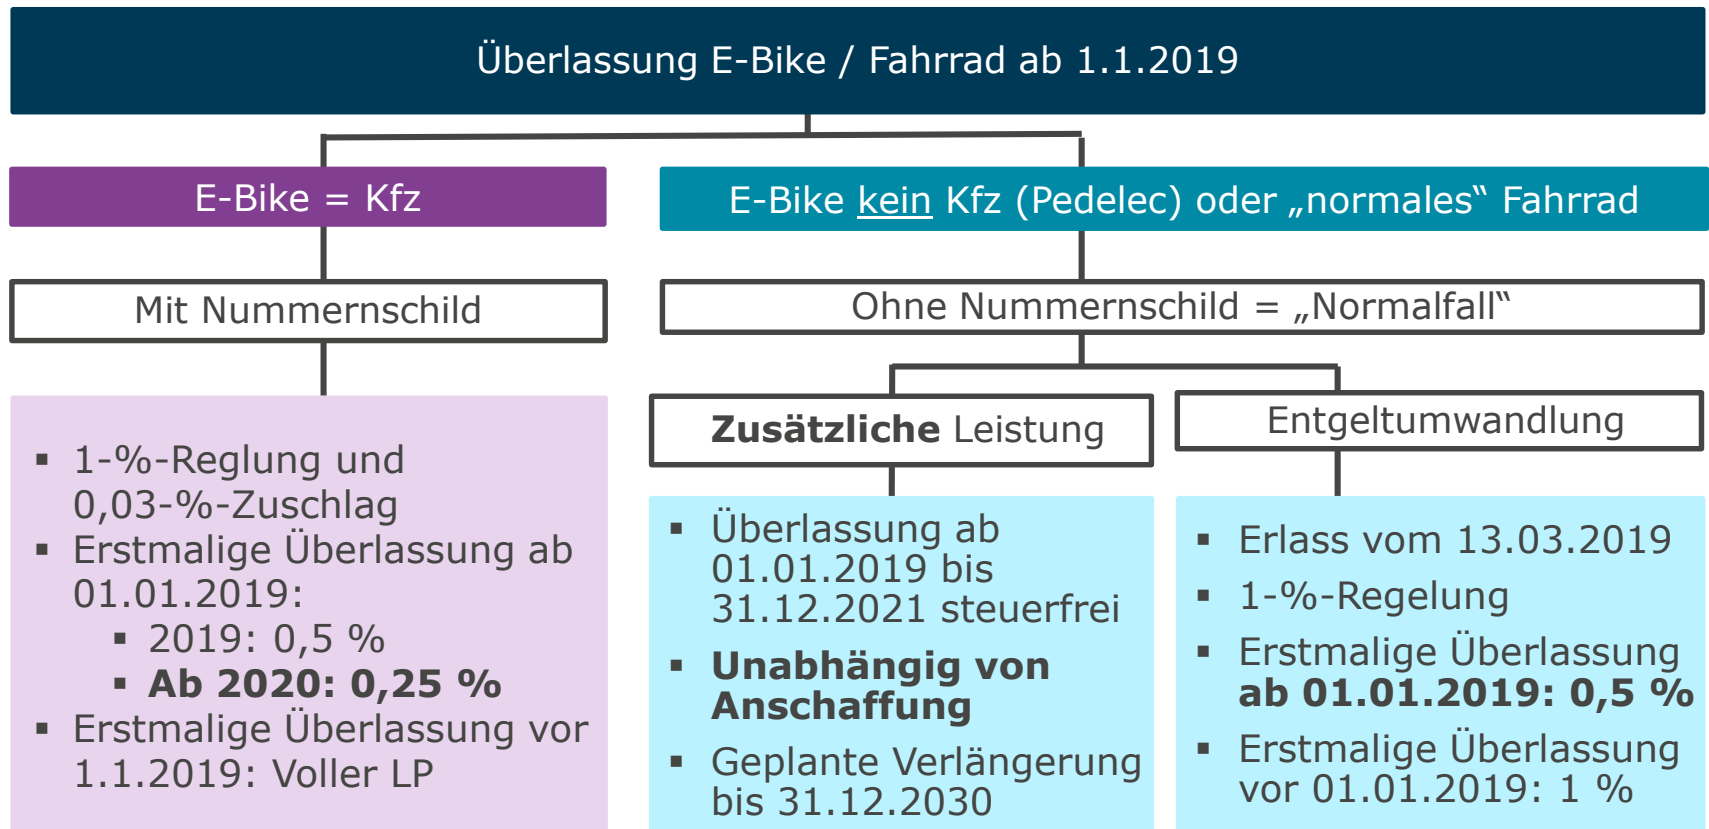 Überlassung E-Bike / Fahrrad ab 1.1.2019
E-Bike = Kfz
Mit Nummernschild
▪ 1-%-Reglung und
0,03-%-Zuschlag
▪ Erstmalige Überlassung ab
01.01.2019:
▪ 2019: 0,5 %
▪ Ab 2020: 0,25 %
▪ Erstmalige Überlassung vor
1.1.2019: Voller LP
E-Bike kein Kfz (Pedelec) oder „normales“ Fahrrad
Ohne Nummernschild = „Normalfall“
Zusätzliche Leistung
▪ Überlassung ab
01.01.2019 bis
31.12.2021 steuerfrei
▪ Unabhängig von
Anschaffung
▪ Geplante Verlängerung
bis 31.12.2030
Entgeltumwandlung
▪ Erlass vom 13.03.2019
▪ 1-%-Regelung
▪ Erstmalige Überlassung
ab 01.01.2019: 0,5 %
▪ Erstmalige Überlassung
vor 01.01.2019: 1 %